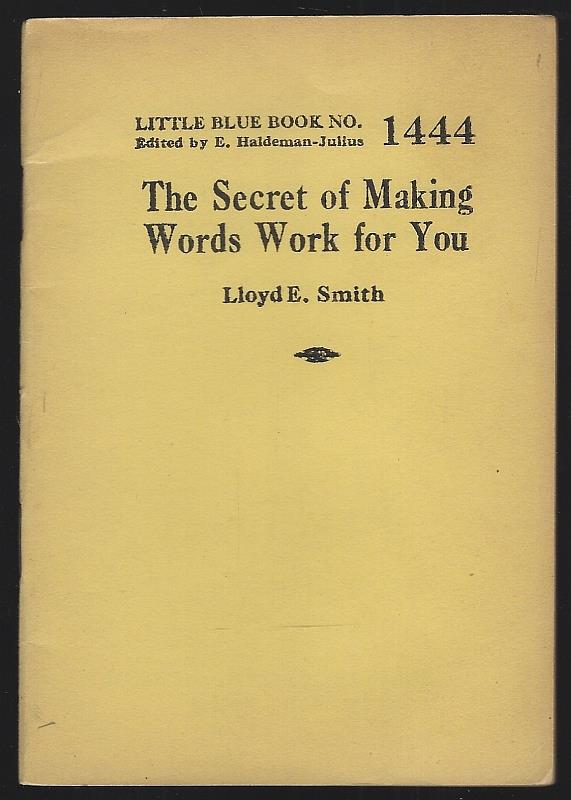 LITTLE BLUE BOOK NO. 1444
Edited by E. Haldeman-Julius
The Secret of Making
Words Work for You
Lloyd E. Smith